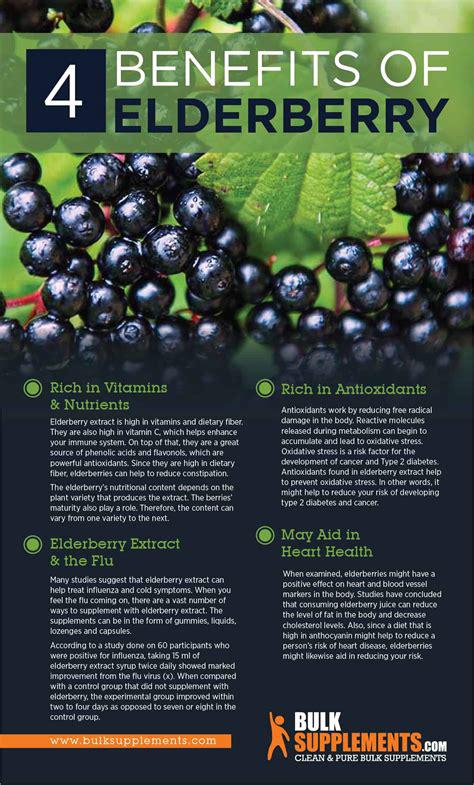 4
BENEFITS OF
ELDERBERRY
Rich in Vitamins
& Nutrients
Elderberry extract is high in vitamins and dietary fiber.
They are also high in vitamin C, which helps enhance
your immune system. On top of that, they are a great
source of phenolic acids and flavonols, which are
powerful antioxidants. Since they are high in dietary
fiber, elderberries can help to reduce constipation.
The elderberry's nutritional content depends on the
plant variety that produces the extract. The berries'
maturity also play a role. Therefore, the content can
vary from one variety to the next.
Elderberry Extract
& the Flu
Many studies suggest that elderberry extract can
help treat influenza and cold symptoms. When you
feel the flu coming on, there are a vast number of
ways to supplement with elderberry extract. The
supplements can be in the form of gummies, liquids,
lozenges and capsules.
According to a study done on 60 participants who
were positive for influenza, taking 15 ml of
elderberry extract syrup twice daily showed marked
improvement from the flu virus (x). When compared
with a control group that did not supplement with
elderberry, the experimental group improved within
two to four days as opposed to seven or eight in the
control group.
Rich in Antioxidants
Antioxidants work by reducing free radical
damage in the body. Reactive molecules
released during metabolism can begin to
accumulate and lead to oxidative stress.
Oxidative stress is a risk factor for the
development of cancer and Type 2 diabetes.
Antioxidants found in elderberry extract help
to prevent oxidative stress. In other words, it
might help to reduce your risk of developing
type 2 diabetes and cancer.
May Aid in
Heart Health
When examined, elderberries might have a
positive effect on heart and blood vessel
markers in the body. Studies have concluded
that consuming elderberry juice can reduce
the level of fat in the body and decrease
cholesterol levels. Also, since a diet that is
high in anthocyanin might help to reduce a
person's risk of heart disease, elderberries
might likewise aid in reducing your risk.
www.bulksupplements.com
BULK
SUPPLEMENTS.COM
CLEAN & PURE BULK SUPPLEMENTS